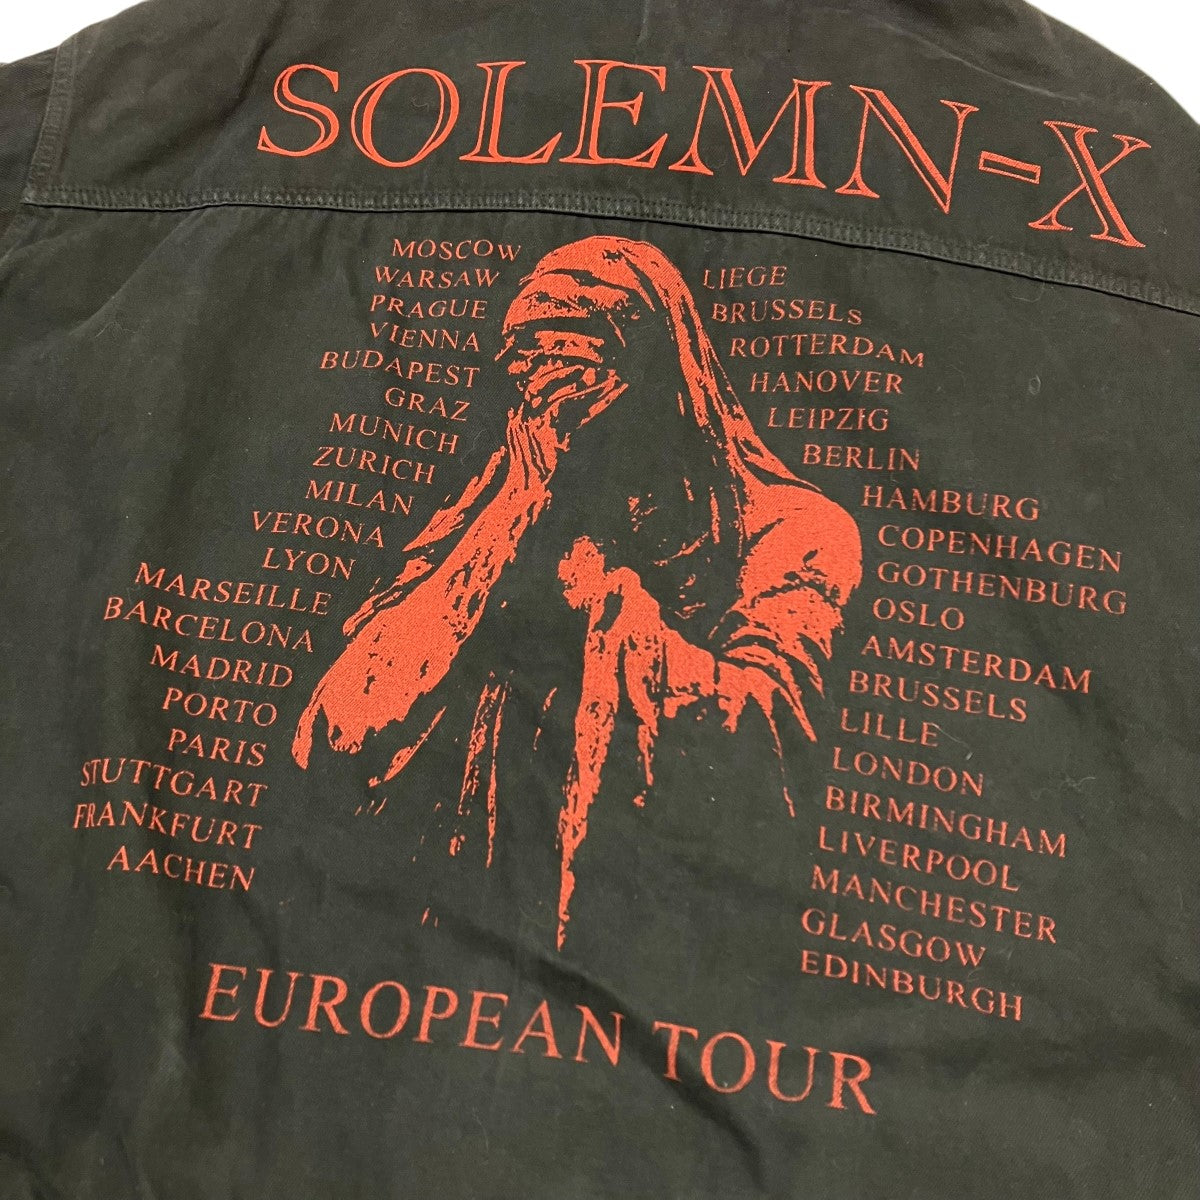 SOLEMN-X
MOSCOW
WARSAW
PRAGUE
VIENNA
BUDAPEST
GRAZ
MUNICH
ZURICH
MILAN
VERONA
LYON
MARSEILLE
BARCELONA
MADRID
PORTO
PARIS
STUTTGART
FRANKFURT
AACHEN
LIEGE
BRUSSELS
ROTTERDAM
HANOVER
LEIPZIG
BERLIN
HAMBURG
COPENHAGEN
GOTHENBURG
OSLO
AMSTERDAM
BRUSSELS
LILLE
LONDON
BIRMINGHAM
LIVERPOOL
MANCHESTER
GLASGOW
EDINBURGH
EUROPEAN TOUR